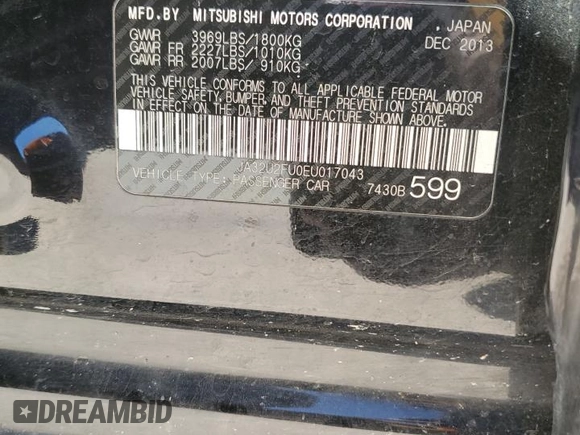 MFD.BY MITSUBISHI MOTORS CORPORATION, JAPAN
GVWR 3969LBS/1800KG DEC 2013
GAWR FR 2227LBS/1010KG
GAWR RR 2007LBS/ 910KG
THIS VEHICLE CONFORMS TO ALL APPLICABLE FEDERAL MOTOR
VEHICLE SAFETY, BUMPER, AND THEFT PREVENTION STANDARDS
IN EFFECT ON THE DATE OF MANUFACTURE SHOWN ABOVE.
JA32U2FU0EU017043
VEHICLE TYPE: PASSENGER CAR 7430B 599
DREAMBID